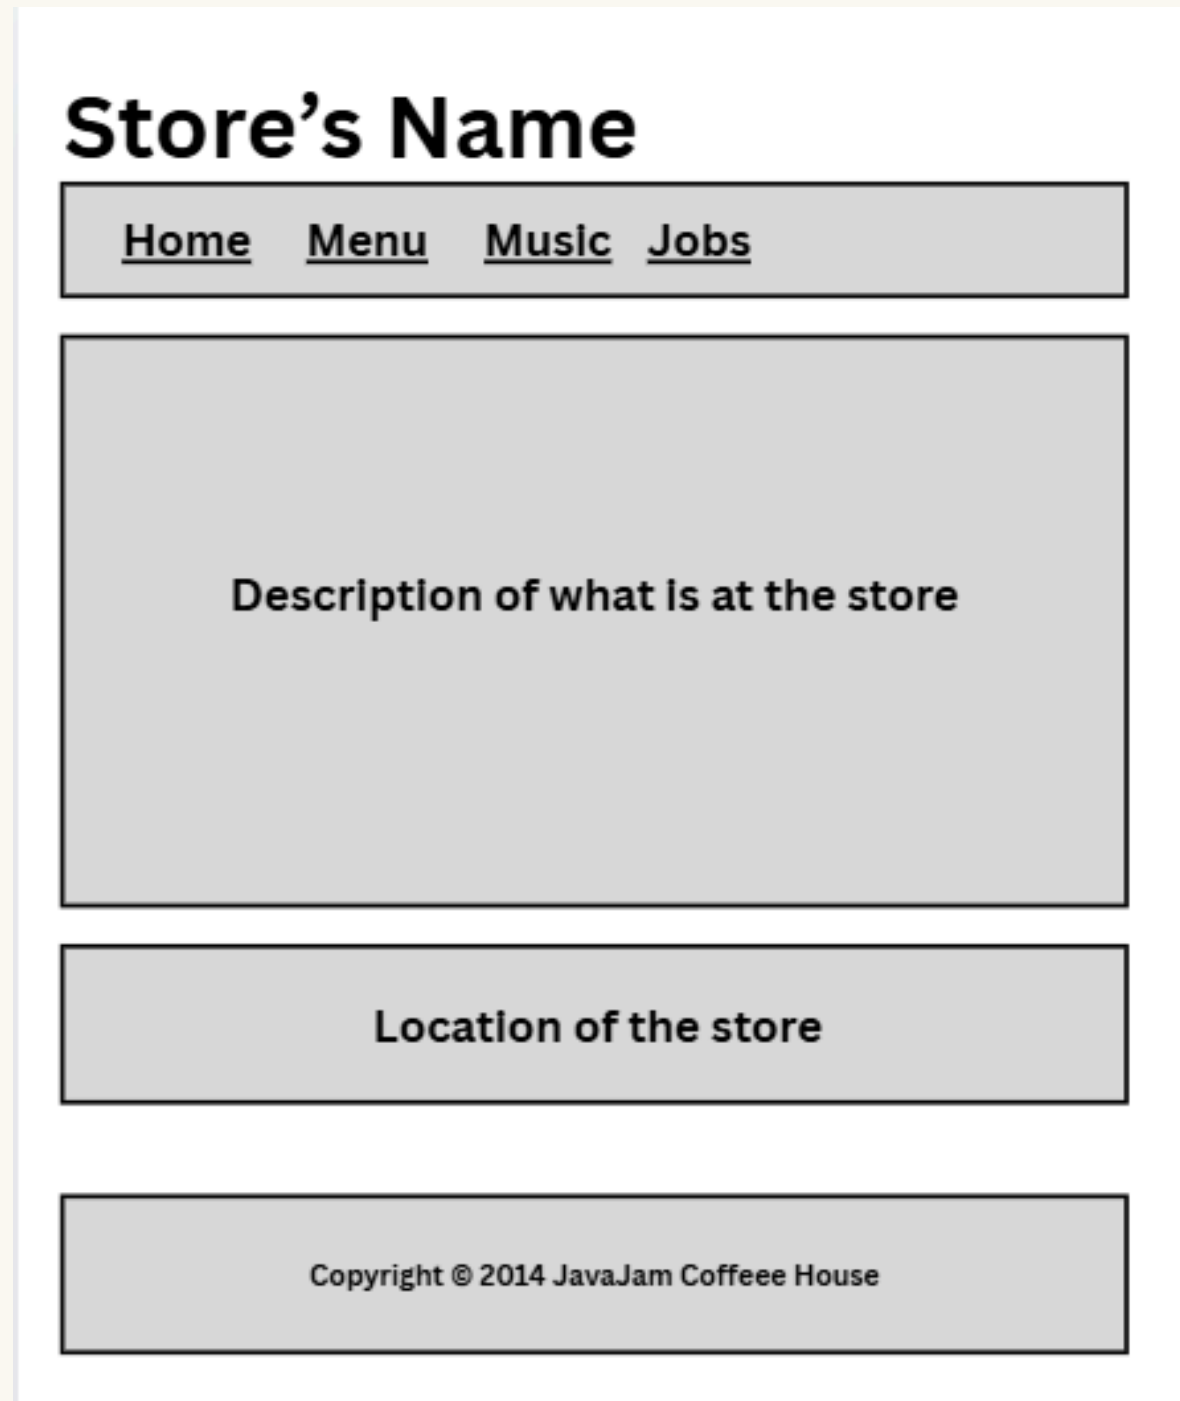 Store’s Name
Home Menu Music Jobs
Description of what is at the store
Location of the store
Copyright © 2014 JavaJam Coffeee House